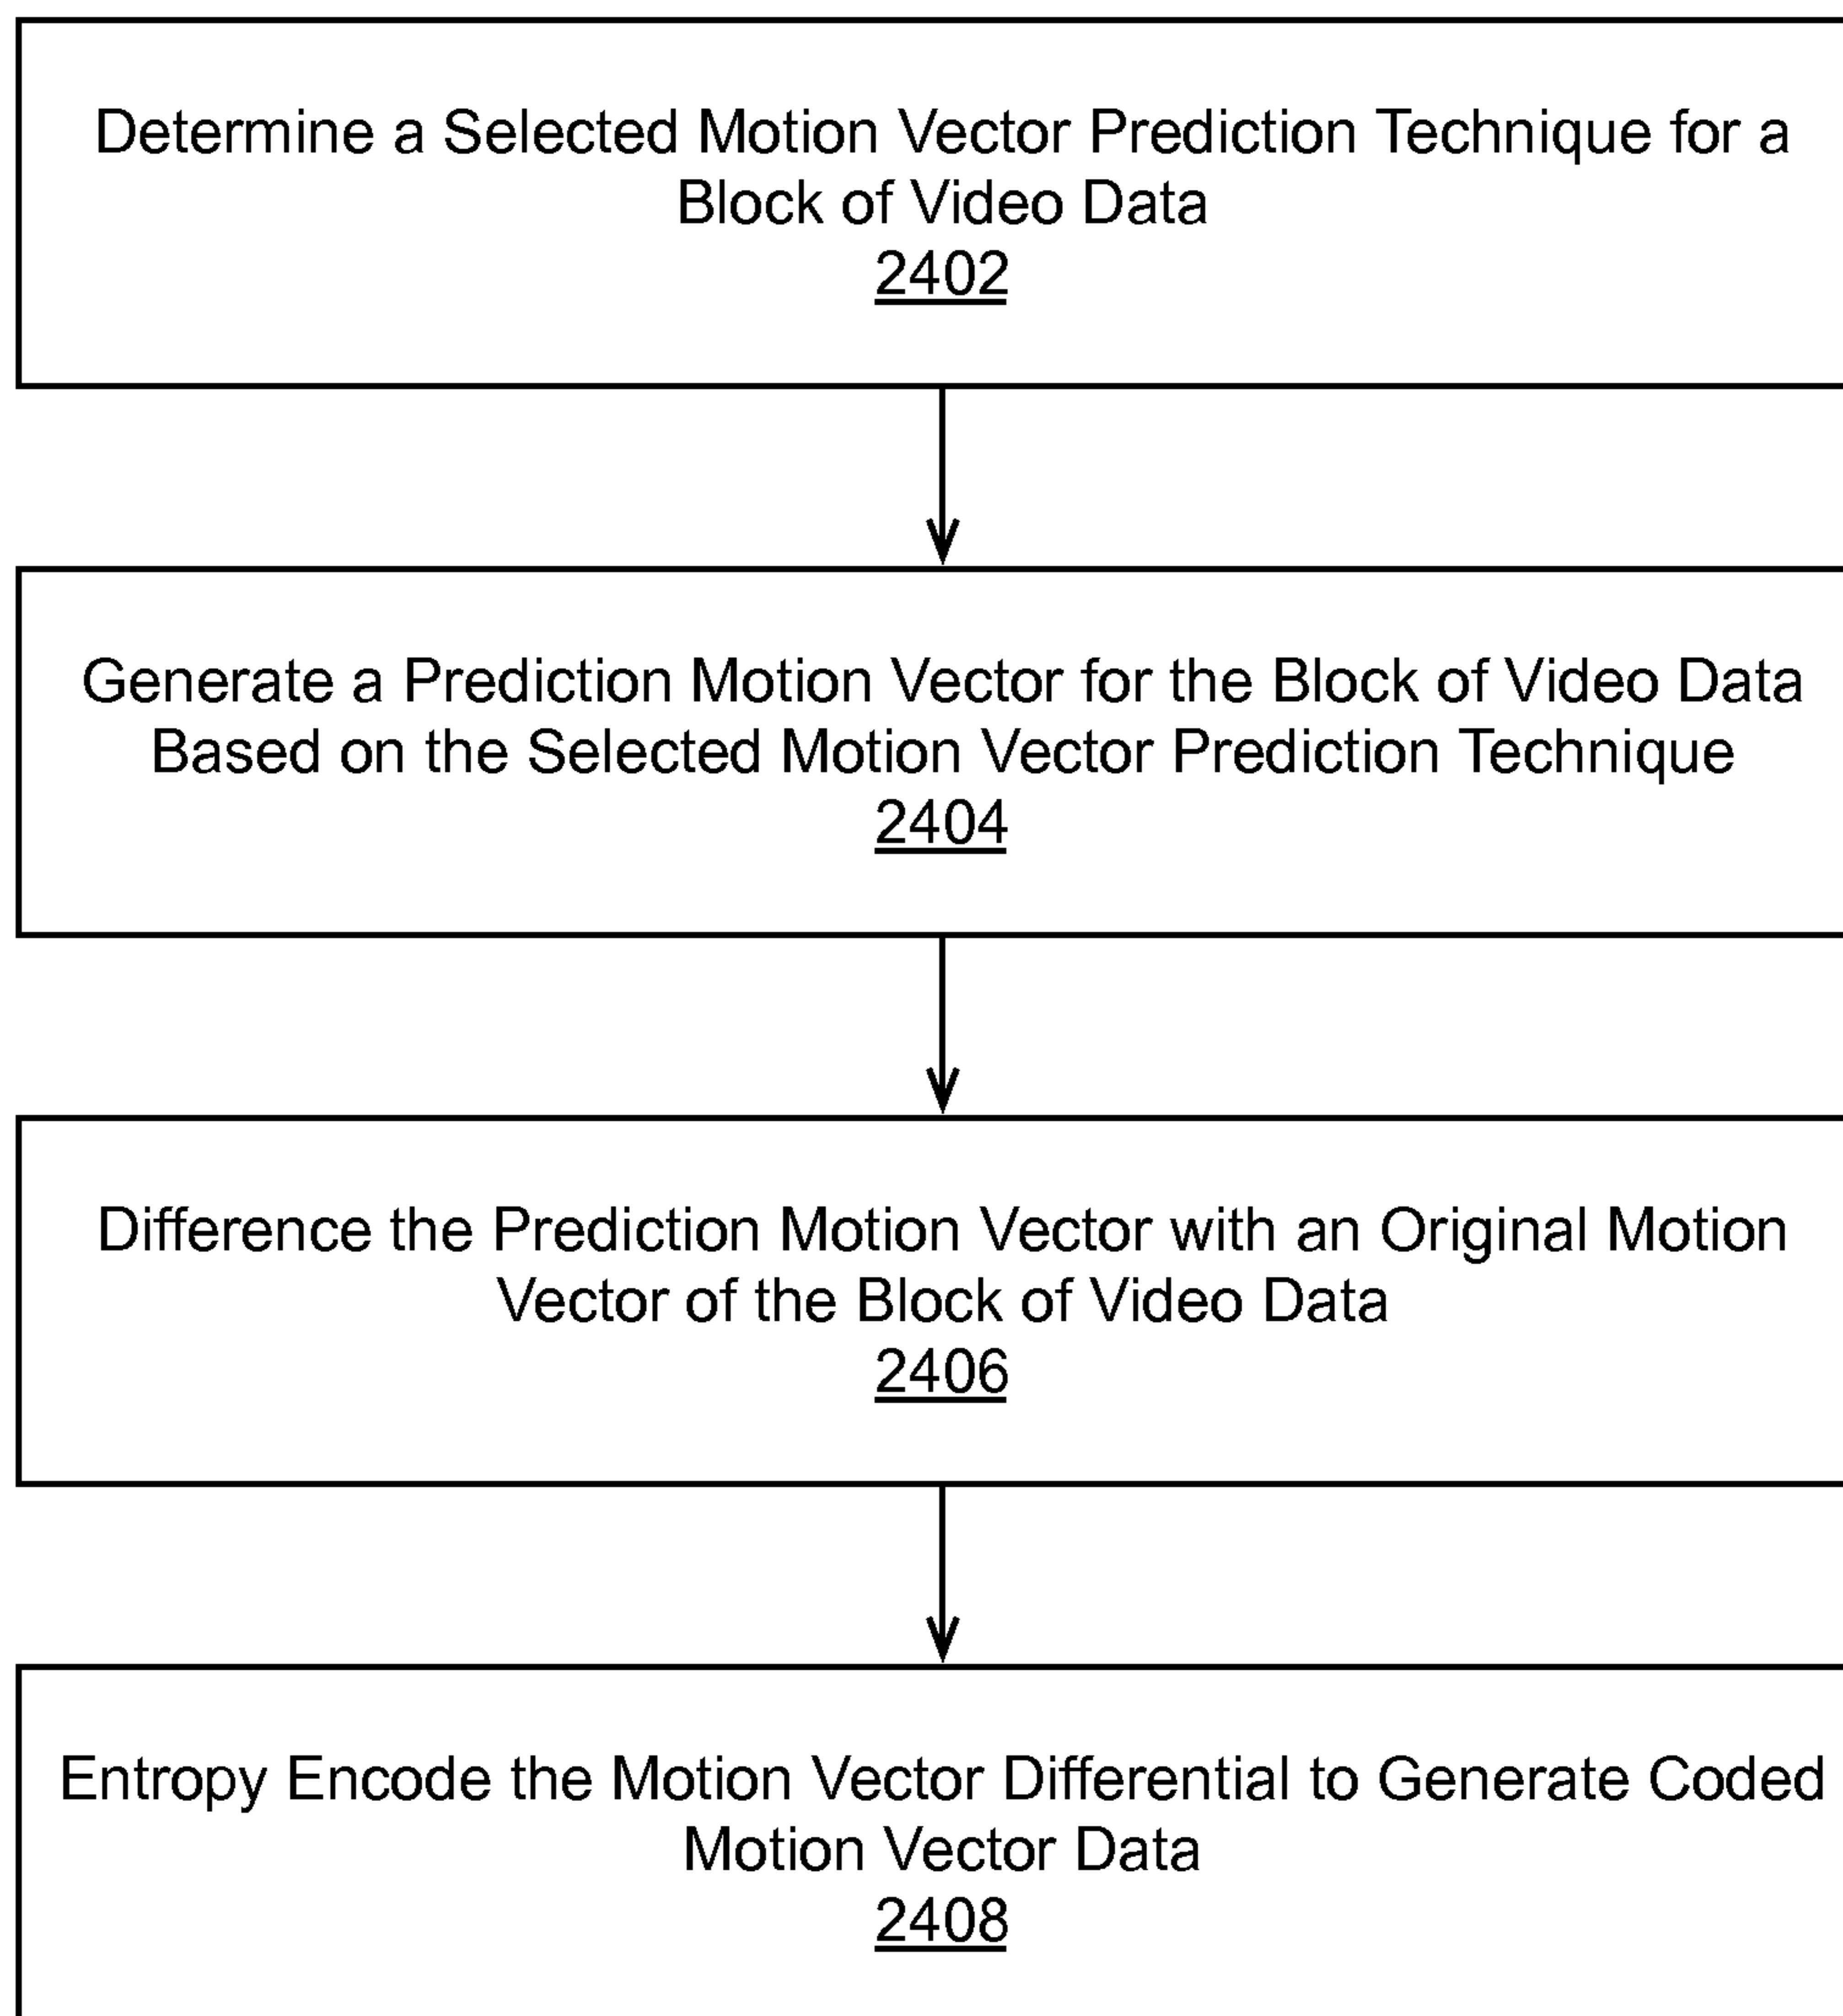 Determine a Selected Motion Vector Prediction Technique for a
Block of Video Data
2402
Generate a Prediction Motion Vector for the Block of Video Data
Based on the Selected Motion Vector Prediction Technique
2404
Difference the Prediction Motion Vector with an Original Motion
Vector of the Block of Video Data
2406
Entropy Encode the Motion Vector Differential to Generate Coded
Motion Vector Data
2408